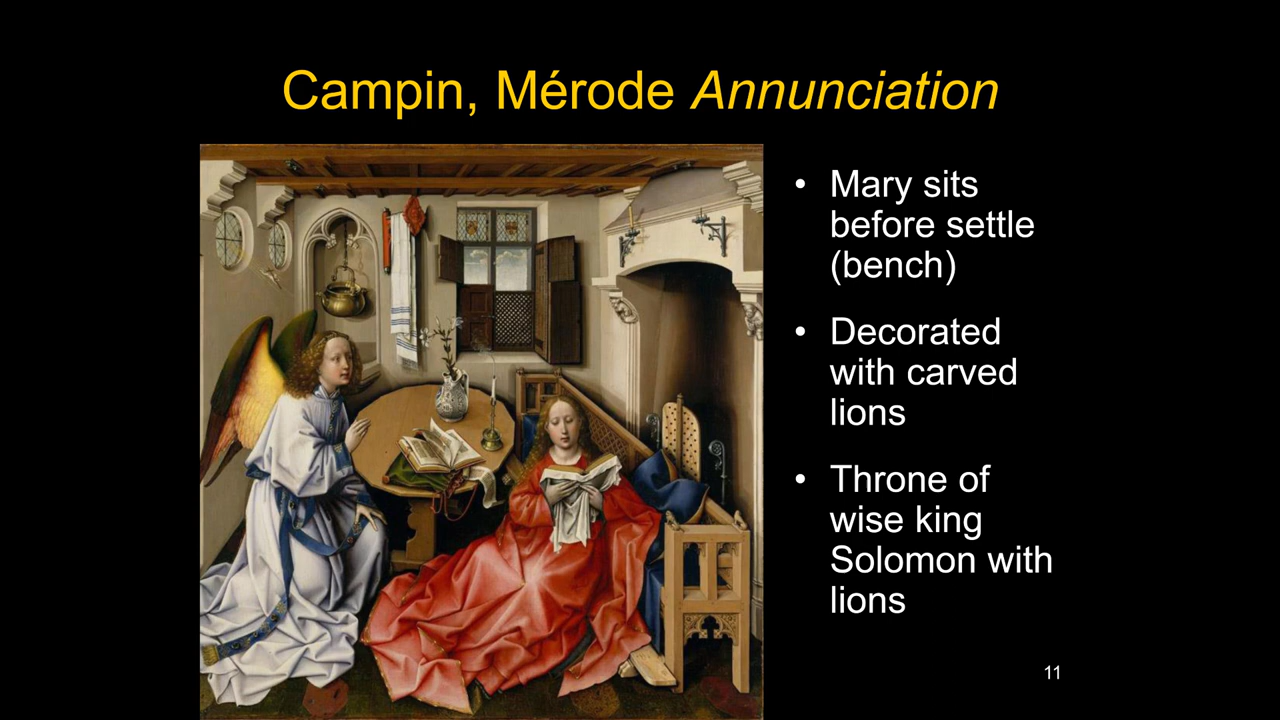 Campin, Mérode Annunciation
• Mary sits
before settle
(bench)
• Decorated
with carved
lions
• Throne of
wise king
Solomon with
lions
11